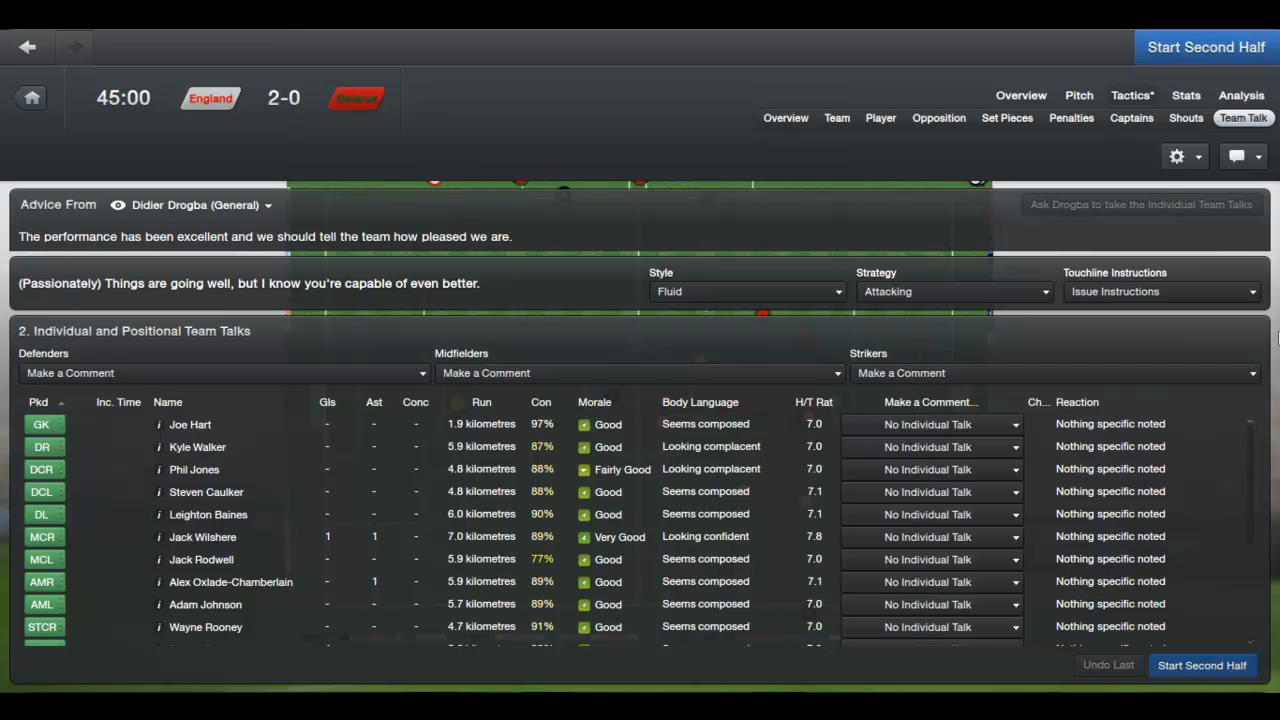 Start Second Half
45:00 England 2-0 Belarus
Overview Pitch Tactics* Stats Analysis
Overview Team Player Opposition Set Pieces Penalties Captains Shouts Team Talk
Advice From Didier Drogba (General) Ask Drogba to take the Individual Team Talks
The performance has been excellent and we should tell the team how pleased we are.
Style Strategy Touchline Instructions
(Passionately) Things are going well, but I know you're capable of even better. Fluid Attacking Issue Instructions
2. Individual and Positional Team Talks
Defenders Midfielders Strikers
Make a Comment Make a Comment Make a Comment
Pkd Inc. Time Name Gls Ast Conc Run Con Morale Body Language H/T Rat Make a Comment... Ch... Reaction
GK i Joe Hart - - - 1.9 kilometres 97% Good Seems composed 7.0 No Individual Talk Nothing specific noted
DR i Kyle Walker - - - 5.9 kilometres 87% Good Looking complacent 7.0 No Individual Talk Nothing specific noted
DCR i Phil Jones - - - 4.8 kilometres 88% Fairly Good Looking complacent 7.0 No Individual Talk Nothing specific noted
DCL i Steven Caulker - - - 4.8 kilometres 88% Good Seems composed 7.1 No Individual Talk Nothing specific noted
DL i Leighton Baines - - - 6.0 kilometres 90% Good Seems composed 7.1 No Individual Talk Nothing specific noted
MCR i Jack Wilshere 1 1 - 7.0 kilometres 89% Very Good Looking confident 7.8 No Individual Talk Nothing specific noted
MCL i Jack Rodwell - - - 5.9 kilometres 77% Good Seems composed 7.0 No Individual Talk Nothing specific noted
AMR i Alex Oxlade-Chamberlain - 1 - 5.9 kilometres 89% Good Seems composed 7.1 No Individual Talk Nothing specific noted
AML i Adam Johnson - - - 5.7 kilometres 89% Good Seems composed 7.0 No Individual Talk Nothing specific noted
STCR i Wayne Rooney - - - 4.7 kilometres 91% Good Seems composed 7.0 No Individual Talk Nothing specific noted
Undo Last Start Second Half